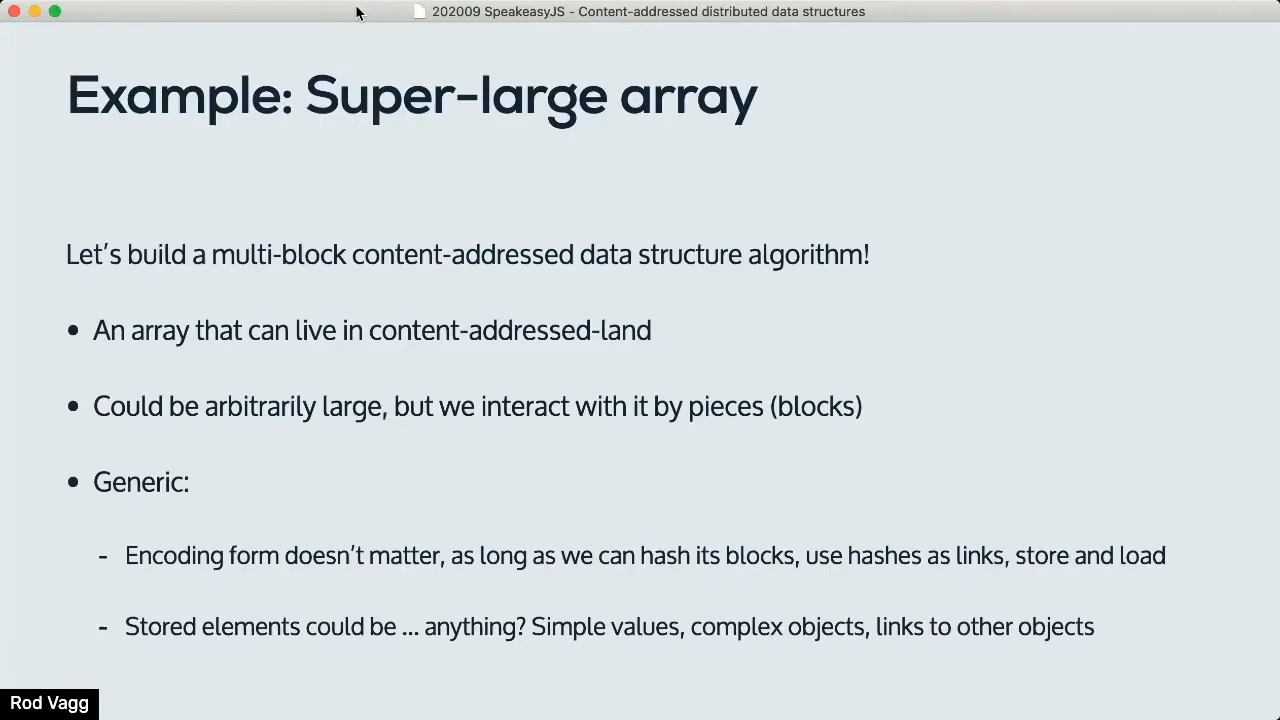 202009 SpeakeasyJS - Content-addressed distributed data structures
Example: Super-large array
Let's build a multi-block content-addressed data structure algorithm!
• An array that can live in content-addressed-land
• Could be arbitrarily large, but we interact with it by pieces (blocks)
• Generic:
- Encoding form doesn't matter, as long as we can hash its blocks, use hashes as links, store and load
- Stored elements could be ... anything? Simple values, complex objects, links to other objects
Rod Vagg